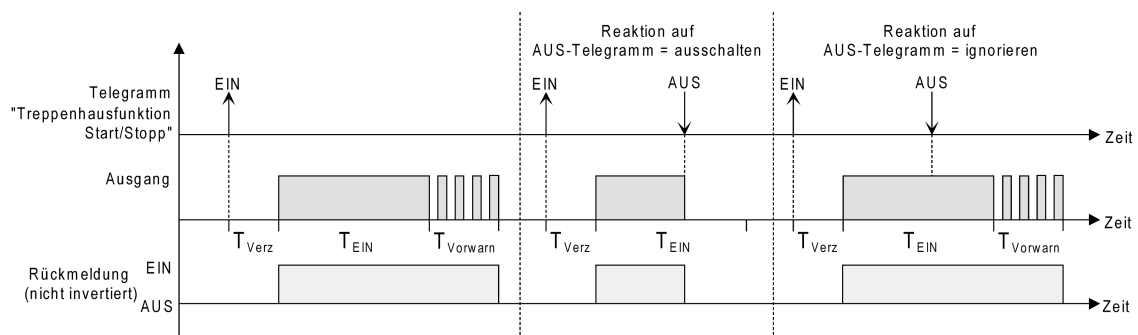 Reaktion auf
AUS-Telegramm = ausschalten
Reaktion auf
AUS-Telegramm = ignorieren
Telegramm
"Treppenhausfunktion
Start/Stopp"
EIN
EIN
AUS
EIN
AUS
Zeit
Ausgang
Zeit
T Verz
T EIN
T Vorwarn
T Verz
T EIN
T Verz
T EIN
T Vorwarn
Rückmeldung
(nicht invertiert)
EIN
AUS
Zeit